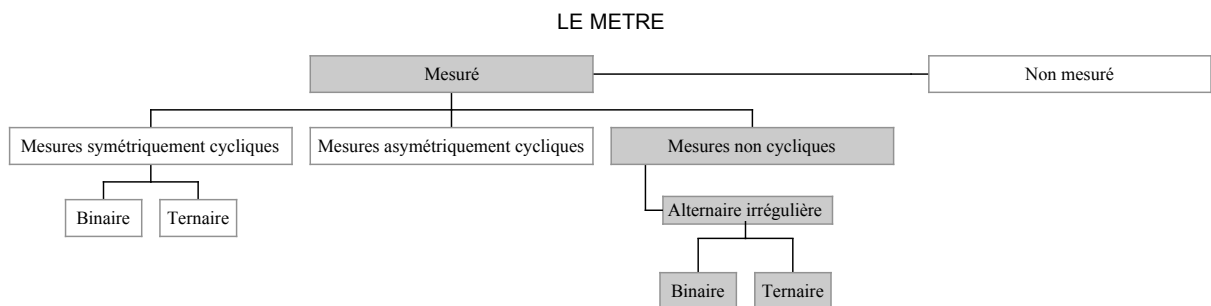 LE METRE
Mesuré
Non mesuré
Mesures symétriquement cycliques
Mesures asymétriquement cycliques
Mesures non cycliques
Binaire
Ternaire
Alternaire irrégulière
Binaire
Ternaire